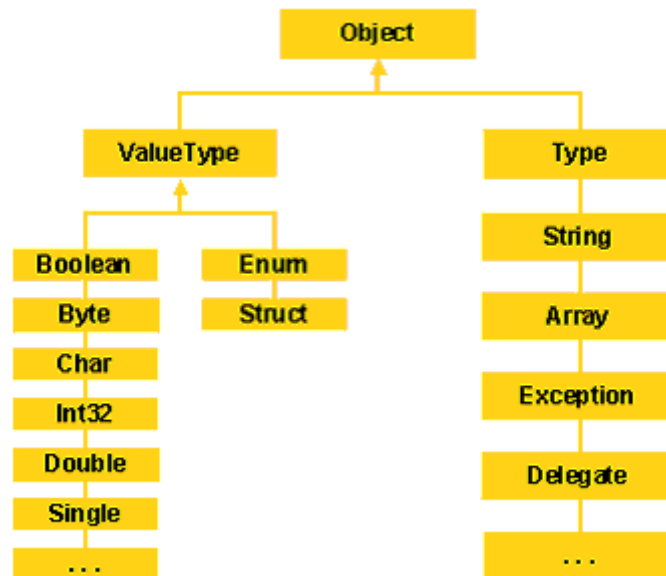 Object
ValueType
Type
Boolean
Enum
String
Byte
Struct
Char
Array
Int32
Exception
Double
Delegate
Single
...
...